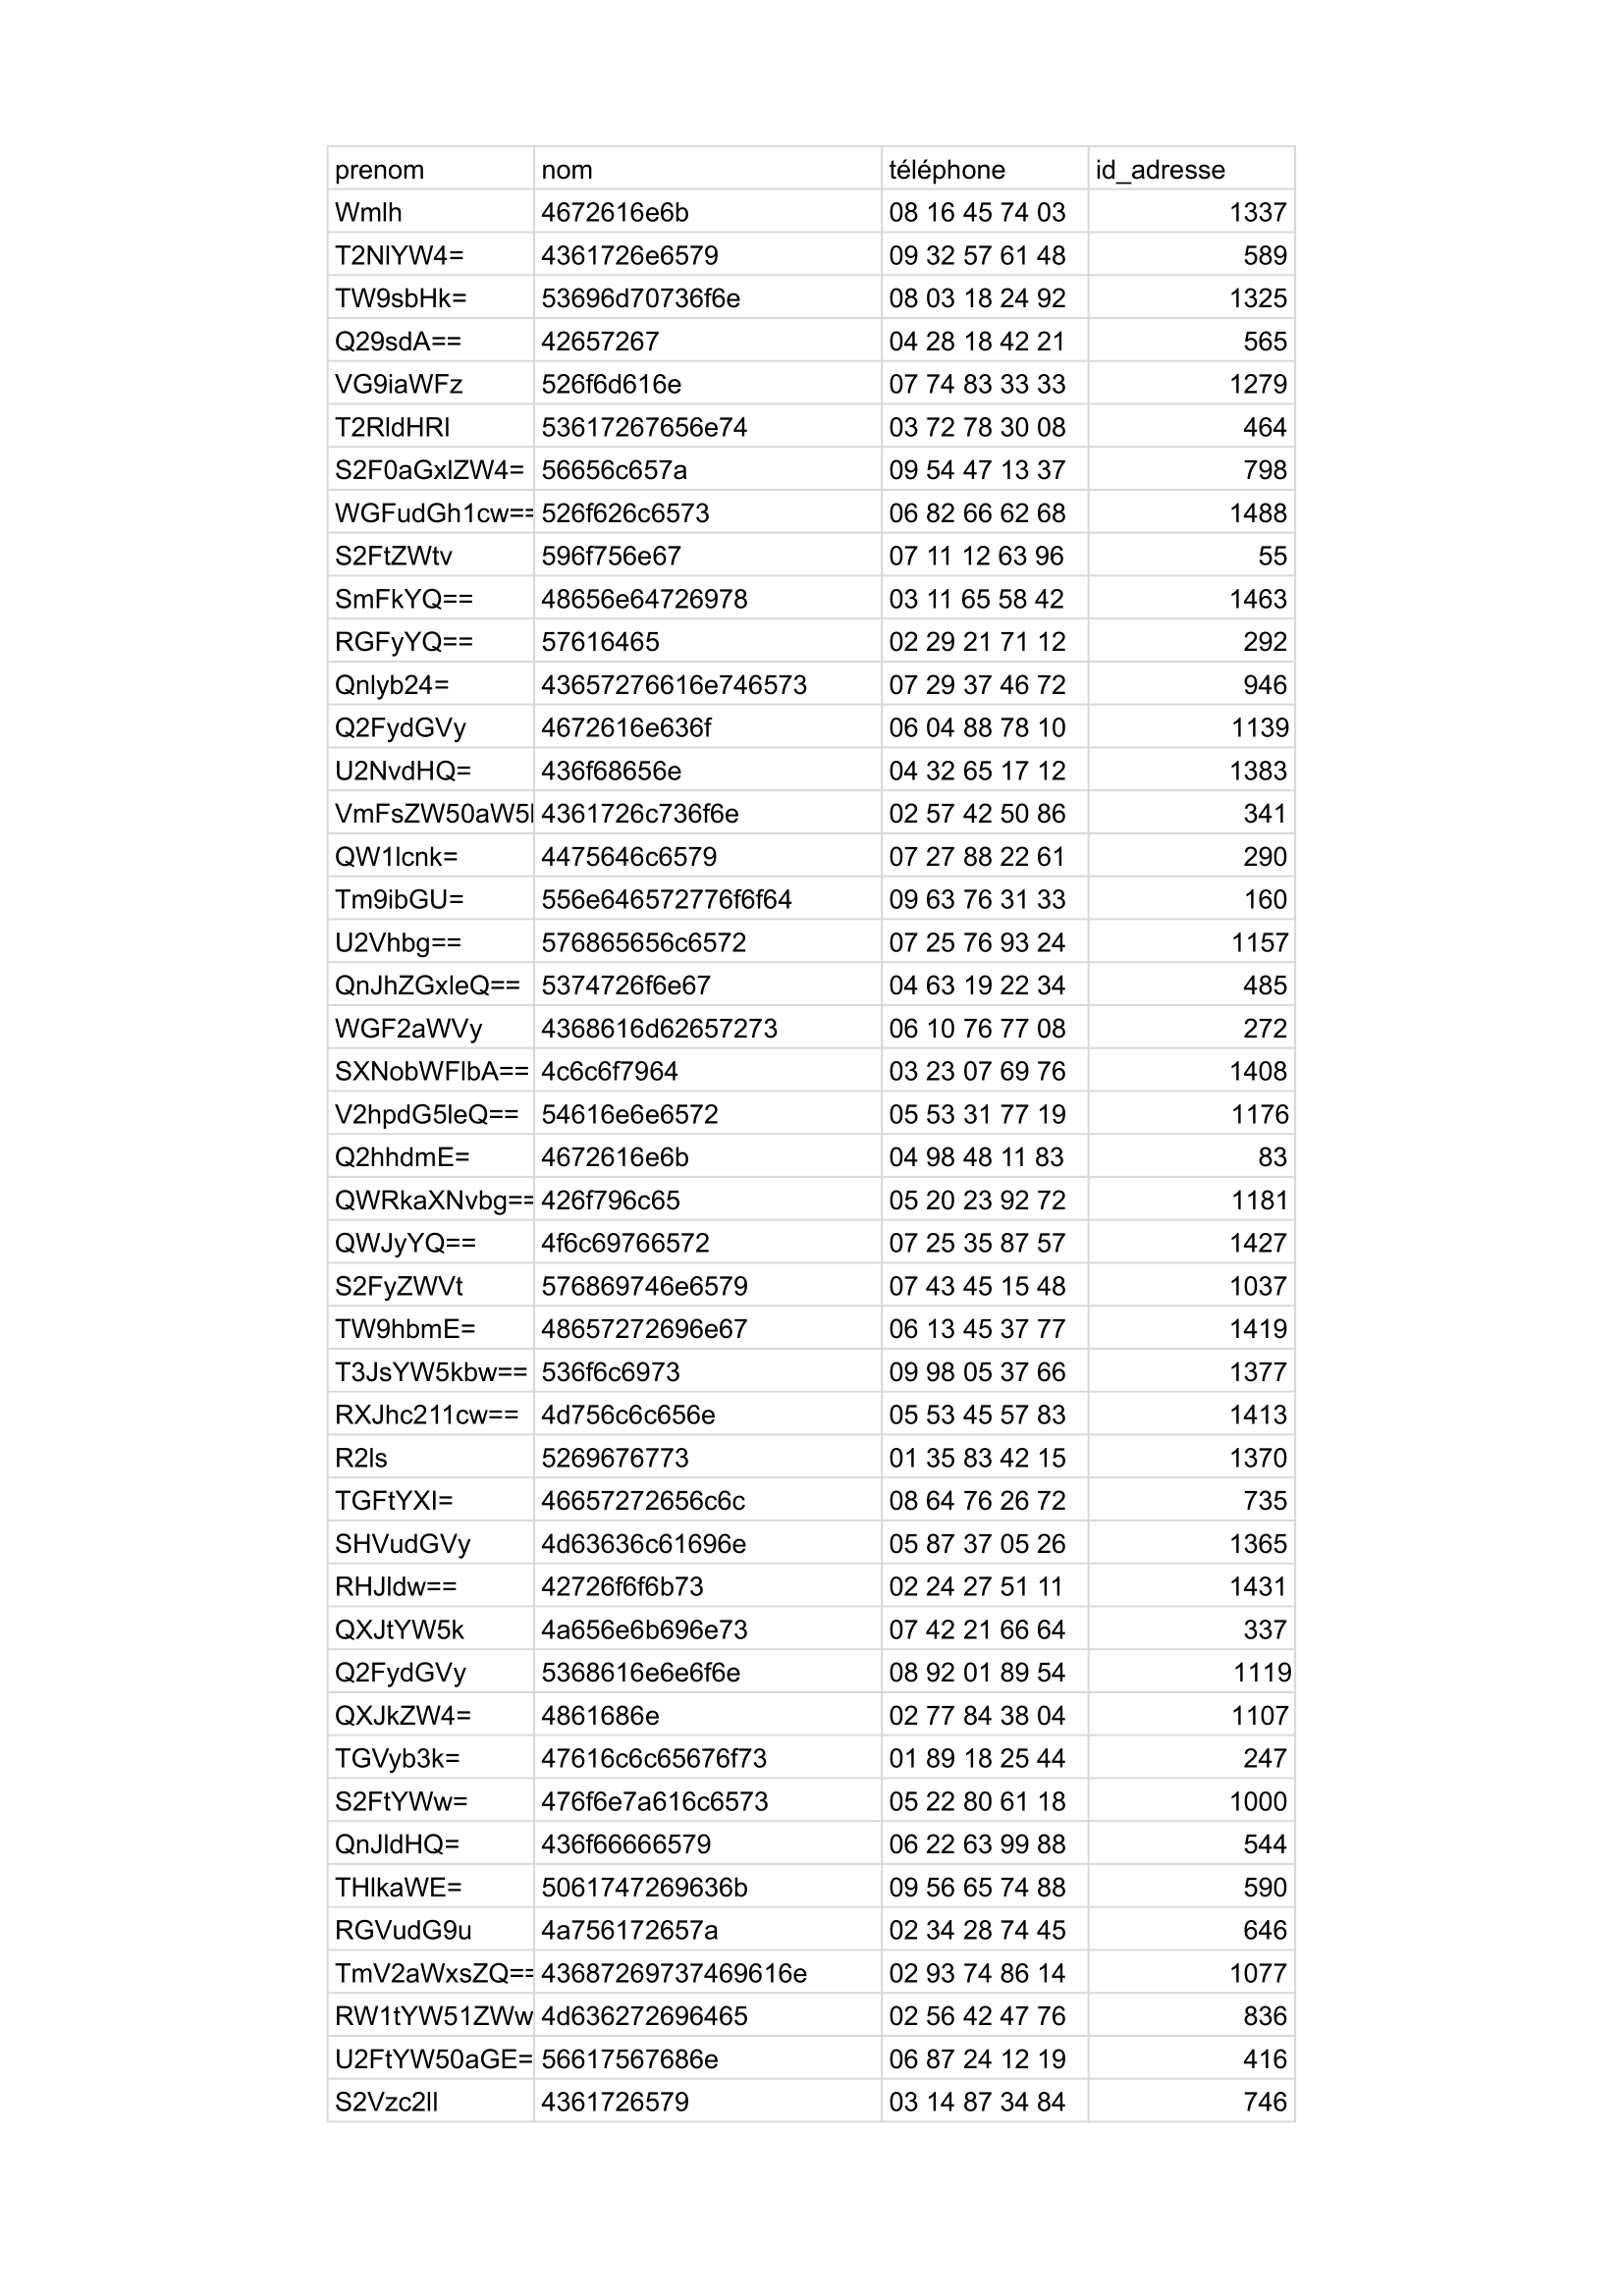 prenom nom téléphone id_adresse
Wmlh 4672616e6b 08 16 45 74 03 1337
T2NlYW4= 4361726e6579 09 32 57 61 48 589
TW9sbHk= 53696d70736f6e 08 03 18 24 92 1325
Q29sdA== 42657267 04 28 18 42 21 565
VG9iaWFz 526f6d616e 07 74 83 33 33 1279
T2RldHRl 53617267656e74 03 72 78 30 08 464
S2F0aGxlZW4= 56656c657a 09 54 47 13 37 798
WGFudGh1cw== 526f626c6573 06 82 66 62 68 1488
S2FtZWtv 596f756e67 07 11 12 63 96 55
SmFkYQ== 48656e64726978 03 11 65 58 42 1463
RGFyYQ== 57616465 02 29 21 71 12 292
Qnlyb24= 43657276616e746573 07 29 37 46 72 946
Q2FydGVy 4672616e636f 06 04 88 78 10 1139
U2NvdHQ= 436f68656e 04 32 65 17 12 1383
VmFsZW50aW5l 4361726c736f6e 02 57 42 50 86 341
QW1lcnk= 4475646c6579 07 27 88 22 61 290
Tm9ibGU= 556e646572776f6f64 09 63 76 31 33 160
U2Vhbg== 576865656c6572 07 25 76 93 24 1157
QnJhZGxleQ== 5374726f6e67 04 63 19 22 34 485
WGF2aWVy 4368616d62657273 06 10 76 77 08 272
SXNobWFlbA== 4c6c6f7964 03 23 07 69 76 1408
V2hpdG5leQ== 54616e6e6572 05 53 31 77 19 1176
Q2hhdmE= 4672616e6b 04 98 48 11 83 83
QWRkaXNvbg== 426f796c65 05 20 23 92 72 1181
QWJyYQ== 4f6c69766572 07 25 35 87 57 1427
S2FyZWVt 576869746e6579 07 43 45 15 48 1037
TW9hbmE= 48657272696e67 06 13 45 37 77 1419
T3JsYW5kbw== 536f6c6973 09 98 05 37 66 1377
RXJhc211cw== 4d756c6c656e 05 53 45 57 83 1413
R2ls 5269676773 01 35 83 42 15 1370
TGFtYXI= 46657272656c6c 08 64 76 26 72 735
SHVudGVy 4d63636c61696e 05 87 37 05 26 1365
RHJldw== 42726f6f6b73 02 24 27 51 11 1431
QXJtYW5k 4a656e6b696e73 07 42 21 66 64 337
Q2FydGVy 5368616e6e6f6e 08 92 01 89 54 1119
QXJkZW4= 4861686e 02 77 84 38 04 1107
TGVyb3k= 47616c6c65676f73 01 89 18 25 44 247
S2FtYWw= 476f6e7a616c6573 05 22 80 61 18 1000
QnJldHQ= 436f66666579 06 22 63 99 88 544
THlkaWE= 5061747269636b 09 56 65 74 88 590
RGVudG9u 4a756172657a 02 34 28 74 45 646
TmV2aWxsZQ== 43687269737469616e 02 93 74 86 14 1077
RW1tYW51ZWw 4d636272696465 02 56 42 47 76 836
U2FtYW50aGE= 56617567686e 06 87 24 12 19 416
S2Vzc2ll 4361726579 03 14 87 34 84 746